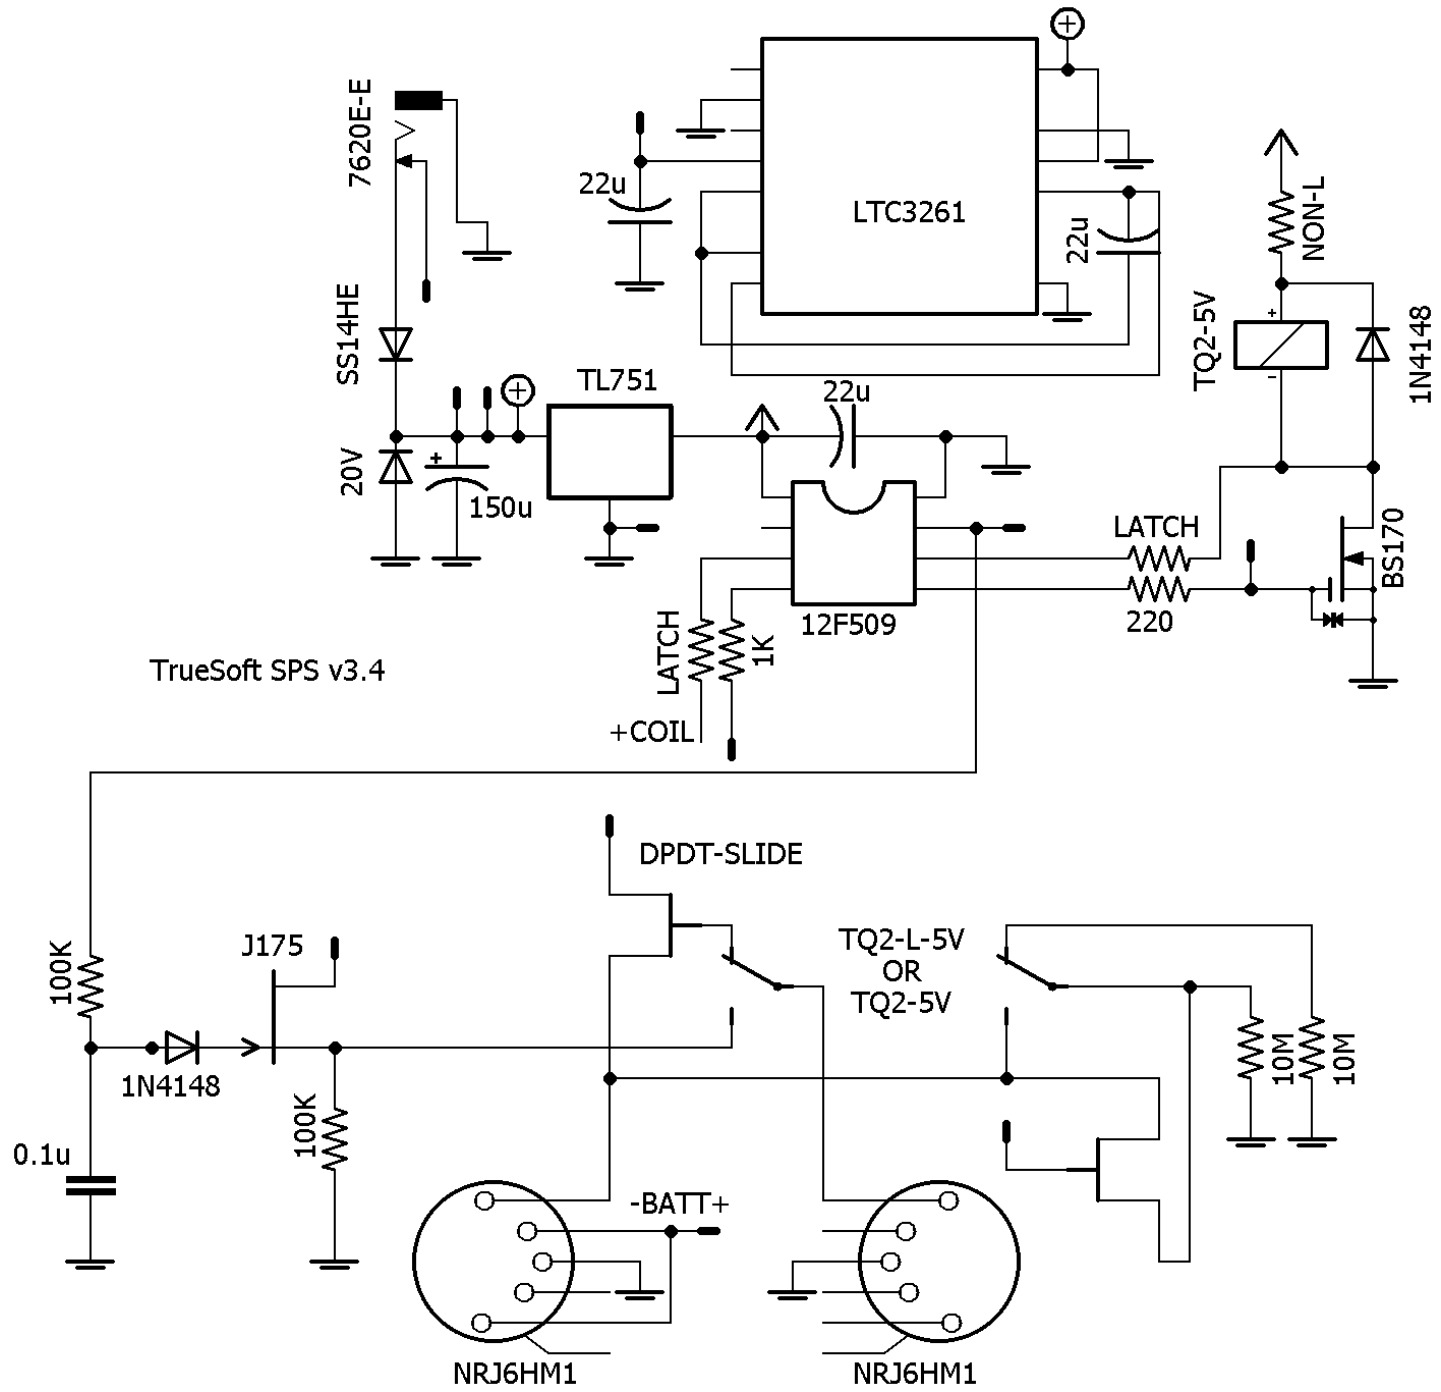 7620E-E
22u
LTC3261
22u
NON-L
SS14HE
TQ2-5V
+
-
1N4148
TL751
22u
20V
+
150u
LATCH
BS170
12F509
220
LATCH
1K
TrueSoft SPS v3.4
+COIL
DPDT-SLIDE
100K
J175
TQ2-L-5V
OR
TQ2-5V
1N4148
100K
10M
10M
0.1u
-BATT+
NRJ6HM1
NRJ6HM1